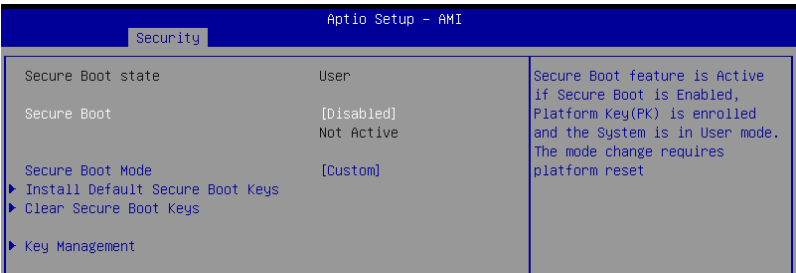 Aptio Setup – AMI
Security
Secure Boot state User
Secure Boot [Disabled]
Not Active
Secure Boot Mode [Custom]
Install Default Secure Boot Keys
Clear Secure Boot Keys
Key Management
Secure Boot feature is Active
if Secure Boot is Enabled,
Platform Key(PK) is enrolled
and the System is in User mode.
The mode change requires
platform reset